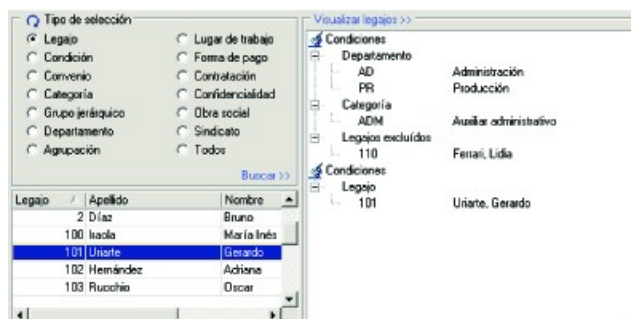 Tipo de selección
Legajo
Lugar de trabajo
Condición
Forma de pago
Convenio
Contratación
Categoría
Confidencialidad
Grupo jerárquico
Obra social
Departamento
Sindicato
Agrupación
Todos
Buscar >>
Legajo / Apellido Nombre
2 Díaz Bruno
100 Isaola María Inés
101 Uriarte Gerardo
102 Hernández Adriana
103 Rucchio Oscar
Visualizar legajos >>
Condiciones
Departamento
AD Administración
PR Producción
Categoría
ADM Auxiliar administrativo
Legajos excluídos
110 Ferrari, Lidia
Condiciones
Legajo
101 Uriarte, Gerardo